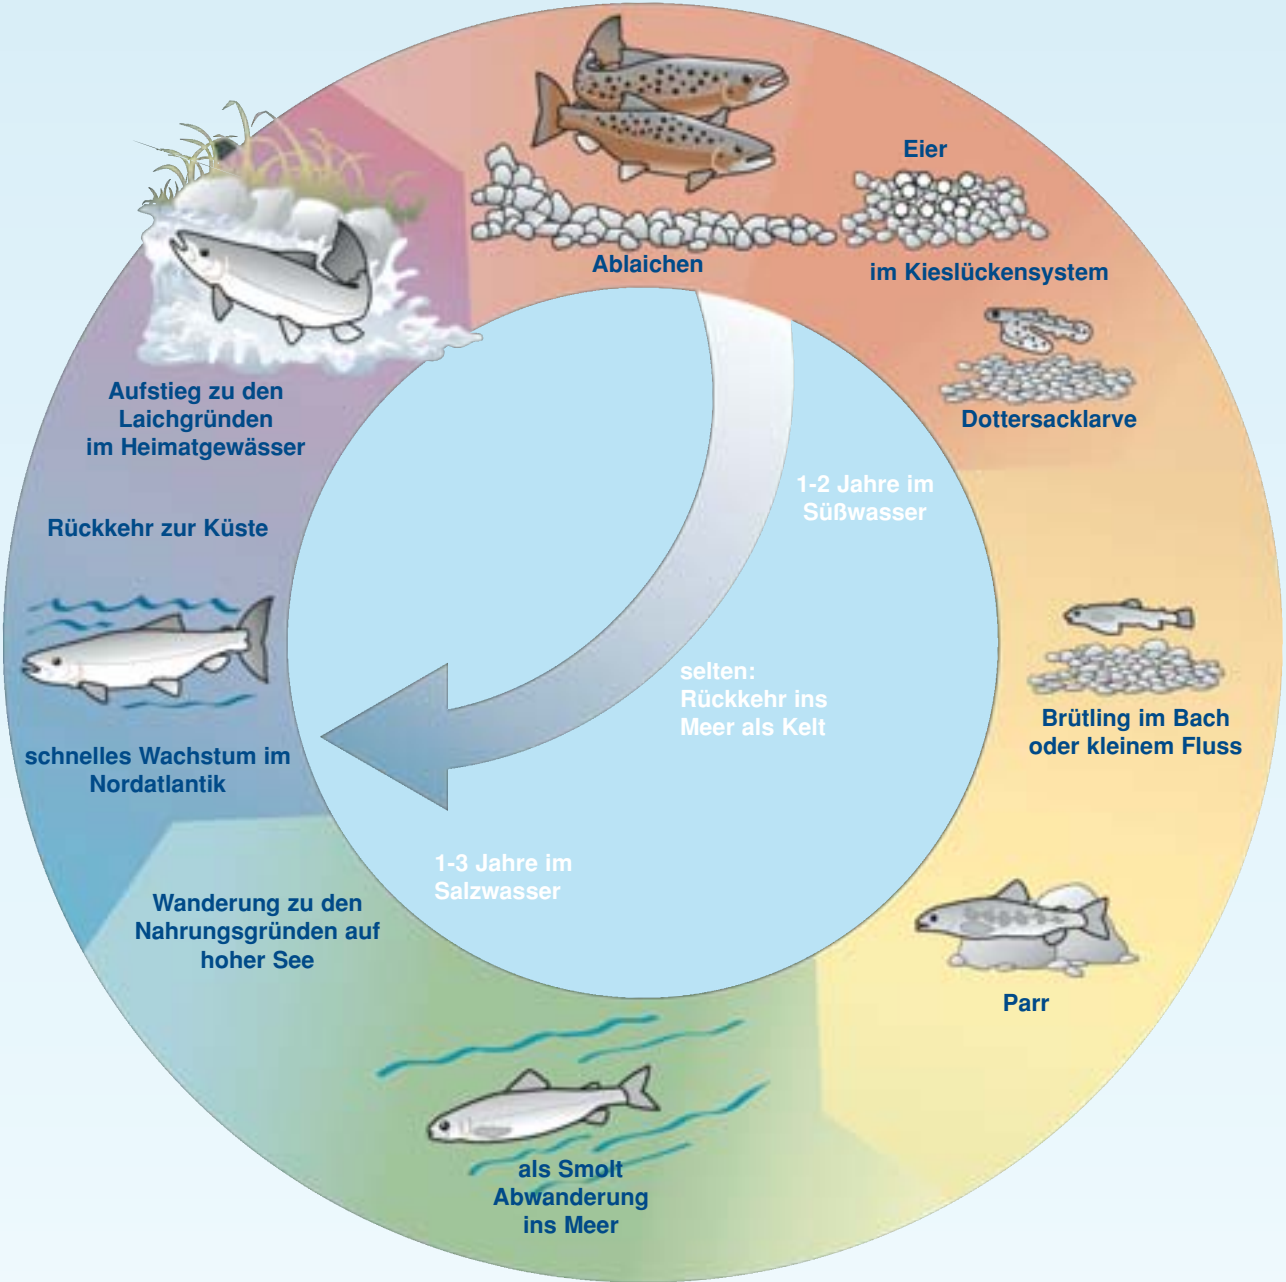 Eier
im Kieslückensystem
Ablaichen
Dottersacklarve
Aufstieg zu den
Laichgründen
im Heimatgewässer
Rückkehr zur Küste
1-2 Jahre im
Süßwasser
selten:
Rückkehr ins
Meer als Kelt
Brütling im Bach
oder kleinem Fluss
schnelles Wachstum im
Nordatlantik
1-3 Jahre im
Salzwasser
Wanderung zu den
Nahrungsgründen auf
hoher See
Parr
als Smolt
Abwanderung
ins Meer